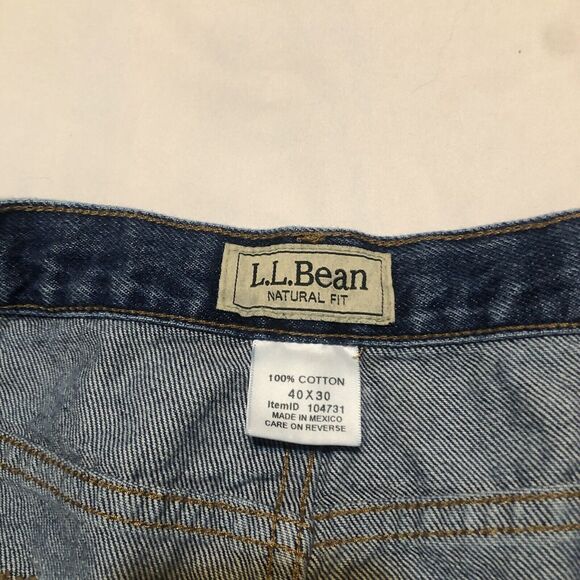 L.L.Bean
NATURAL FIT
100% COTTON
40 X 30
ItemID 104731
MADE IN MEXICO
CARE ON REVERSE